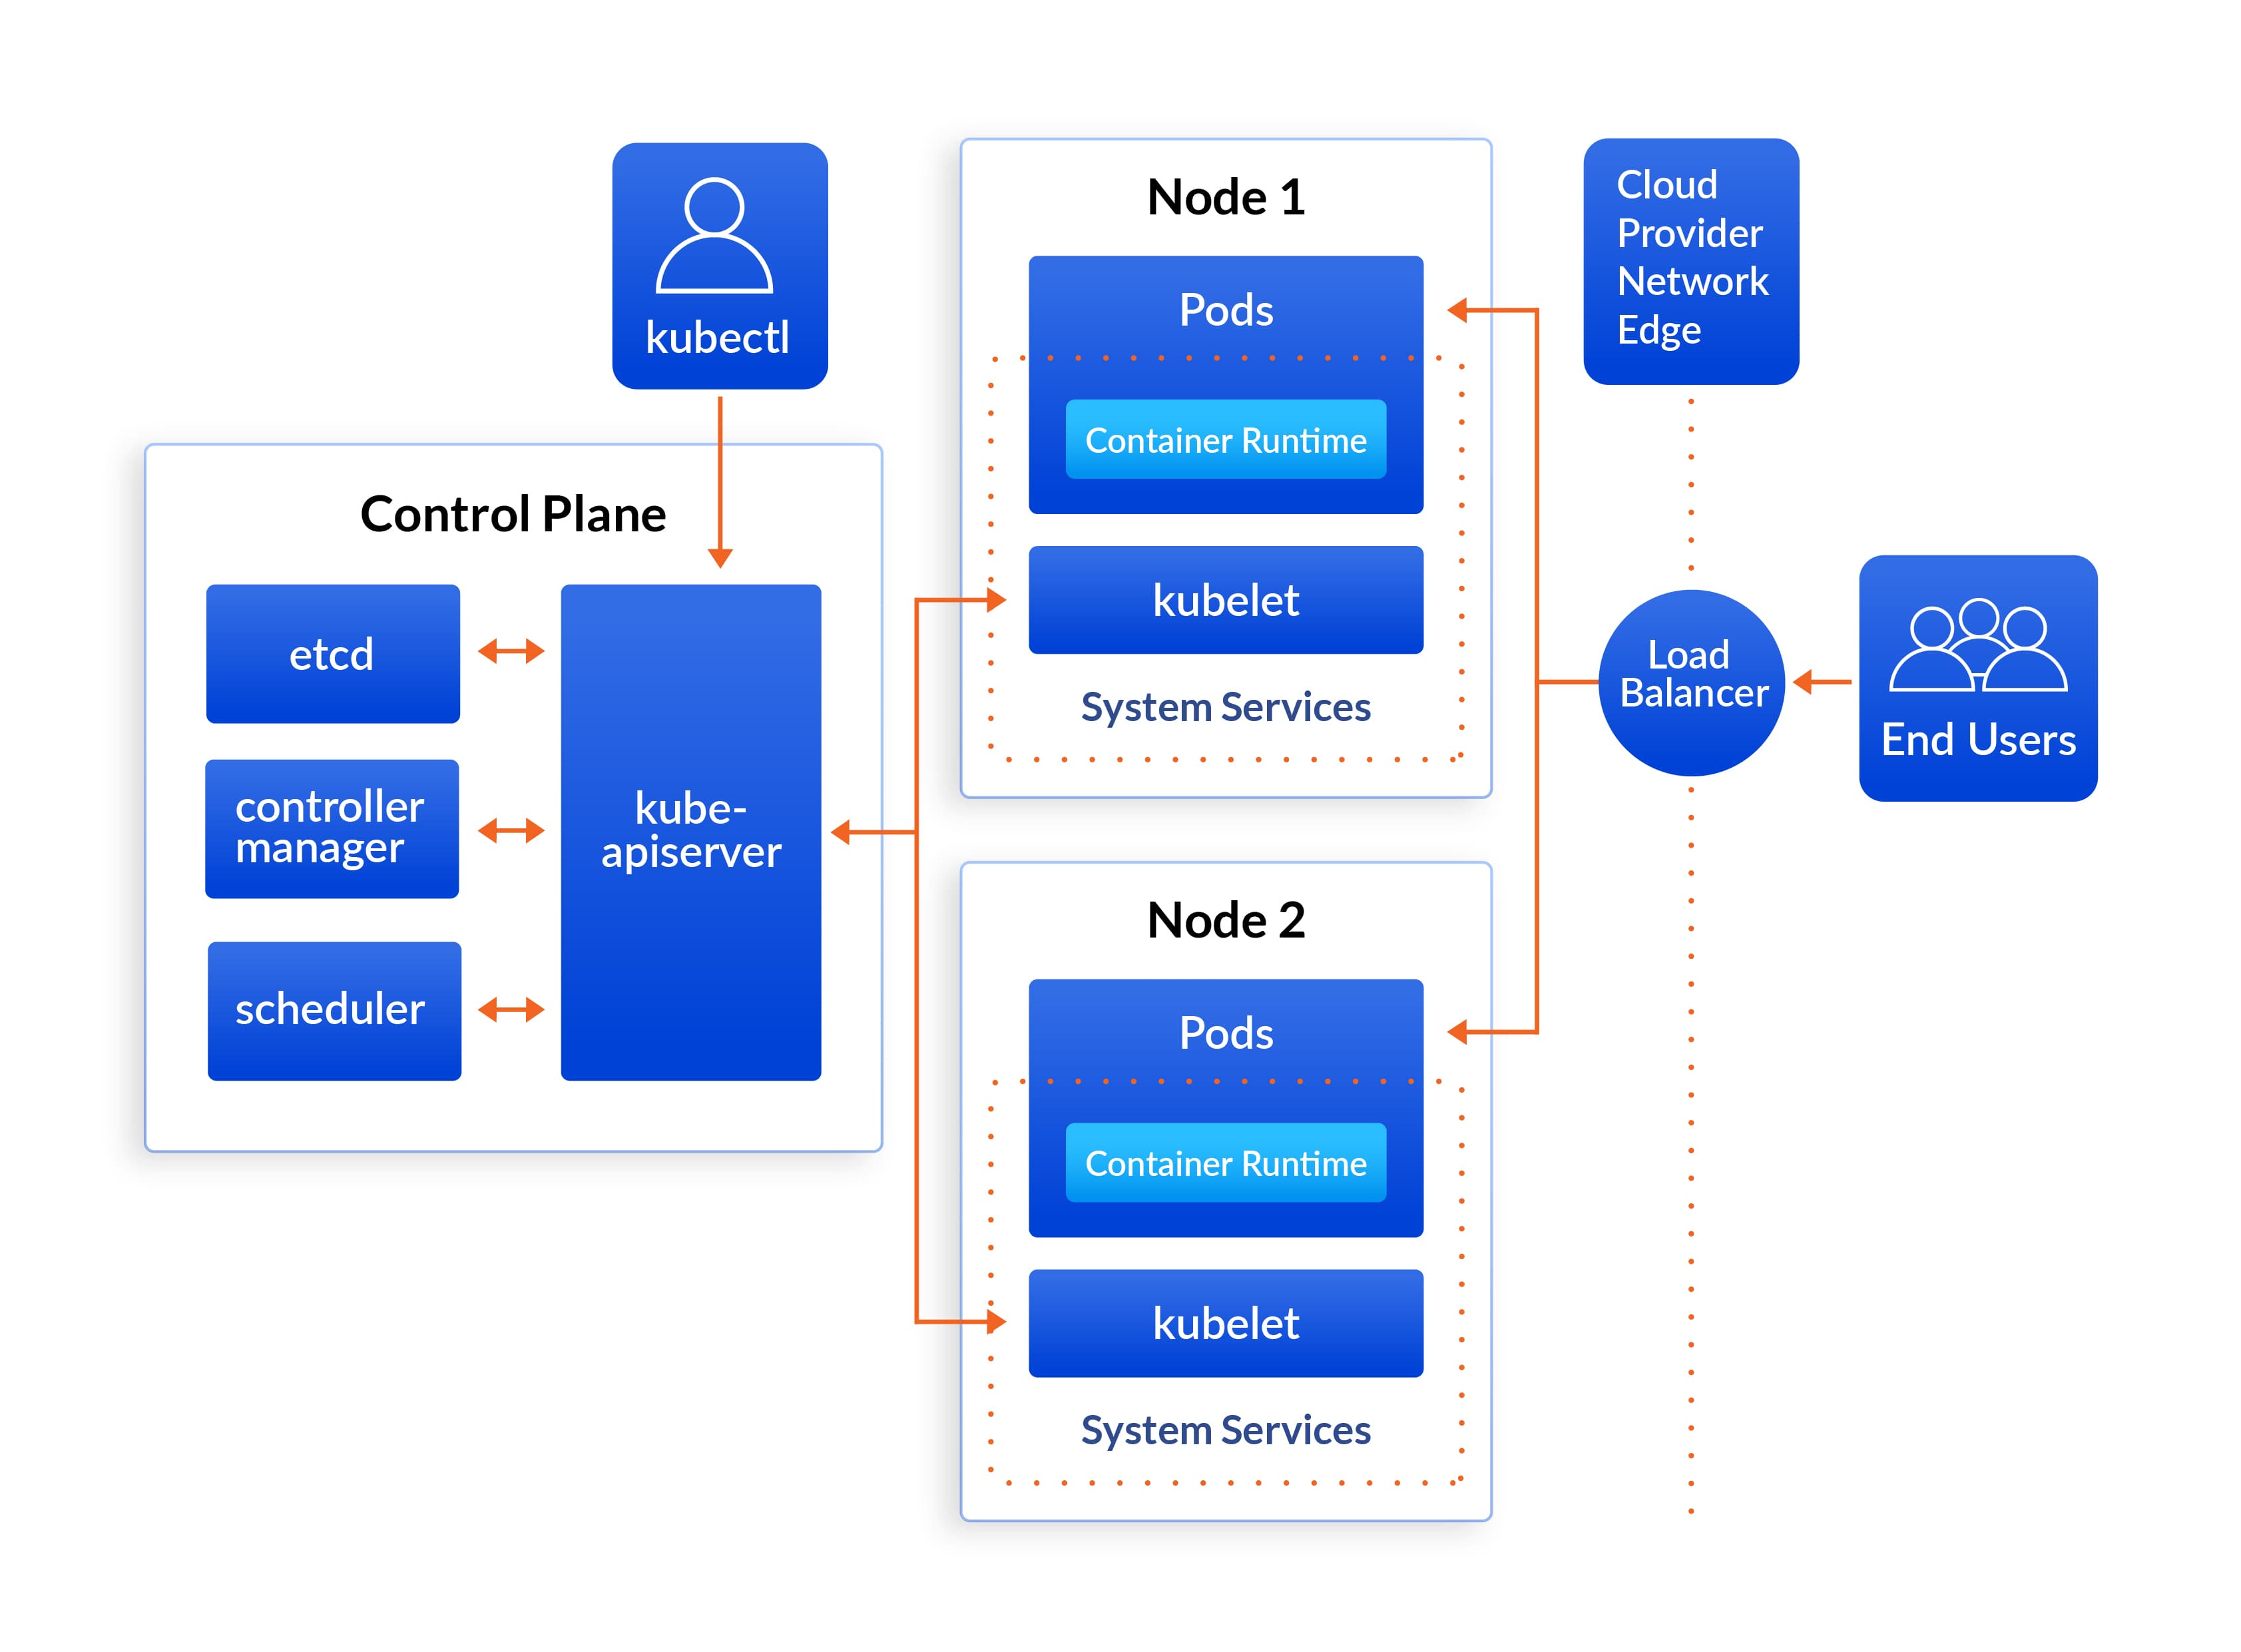 kubectl
Control Plane
etcd
controller
manager
scheduler
kube-
apiserver
Node 1
Pods
Container Runtime
kubelet
System Services
Node 2
Pods
Container Runtime
kubelet
System Services
Cloud
Provider
Network
Edge
Load
Balancer
End Users